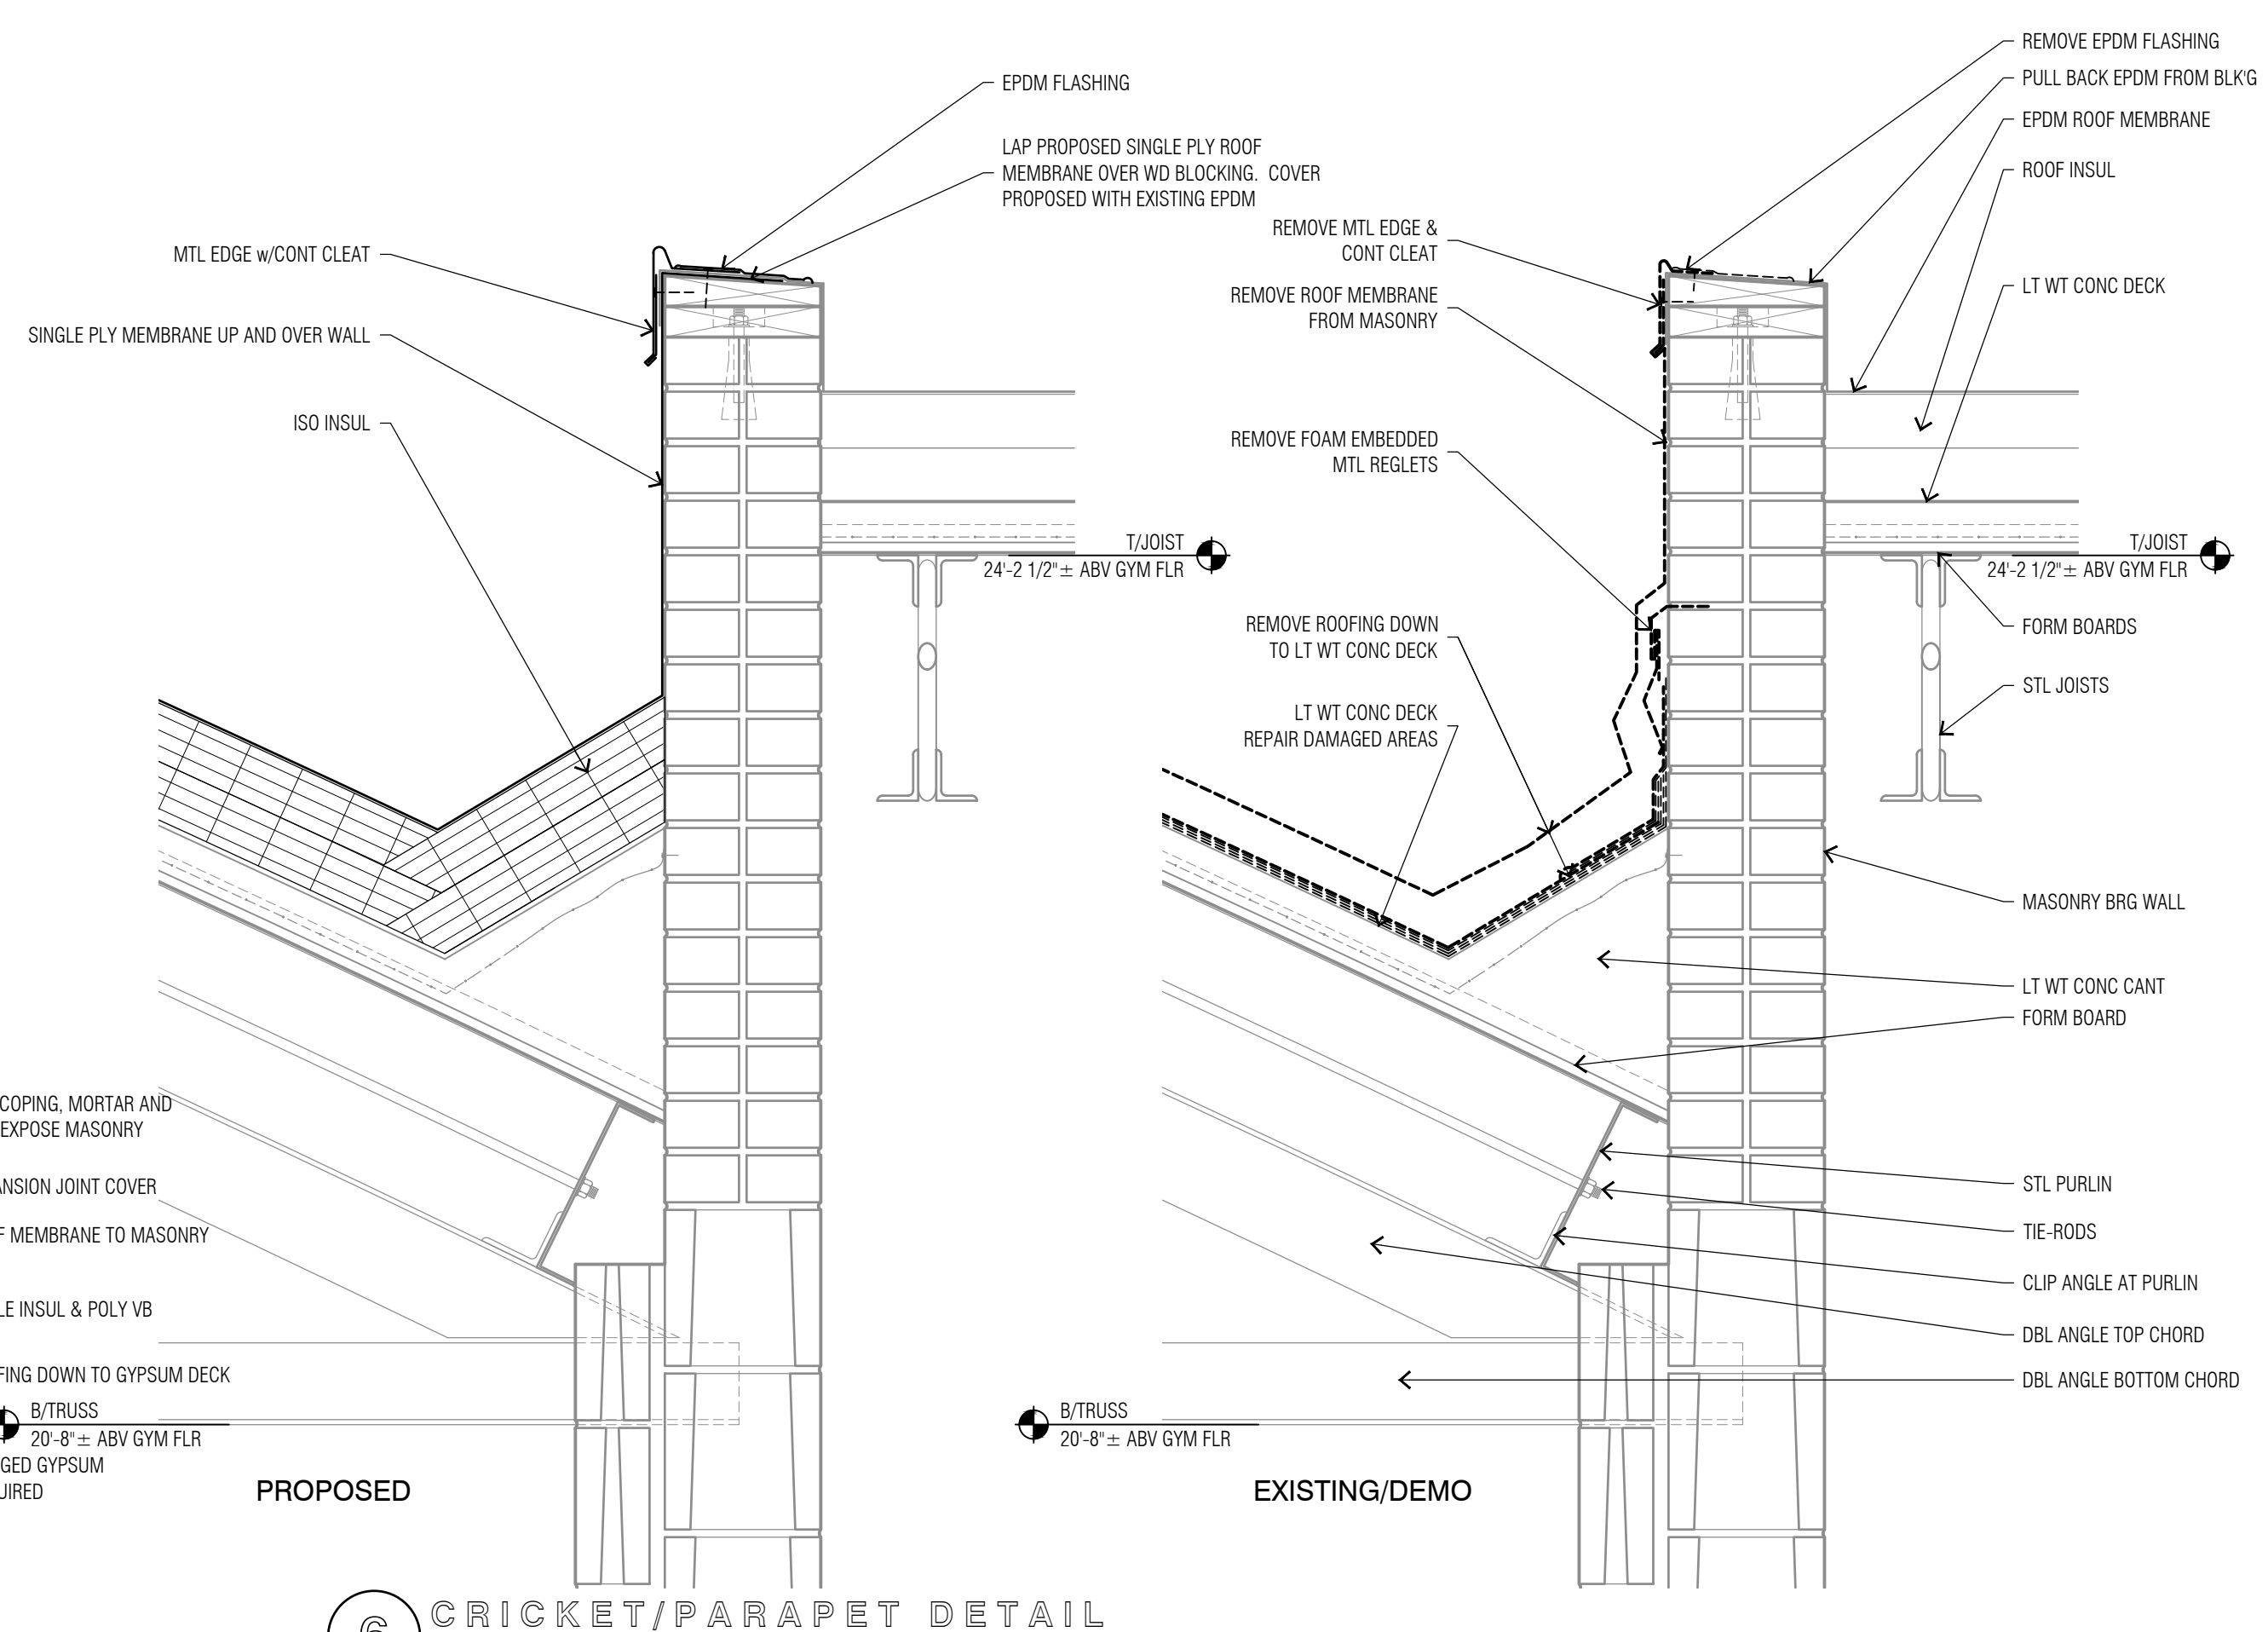 EPDM FLASHING
LAP PROPOSED SINGLE PLY ROOF
MEMBRANE OVER WD BLOCKING. COVER
PROPOSED WITH EXISTING EPDM
MTL EDGE w/CONT CLEAT
SINGLE PLY MEMBRANE UP AND OVER WALL
ISO INSUL
T/JOIST
24'-2 1/2"± ABV GYM FLR
COPING, MORTAR AND
EXPOSE MASONRY
JOINT COVER
MEMBRANE TO MASONRY
INSUL & POLY VB
DOWN TO GYPSUM DECK
B/TRUSS
20'-8"± ABV GYM FLR
GYPSUM
PROPOSED
REMOVE MTL EDGE &
CONT CLEAT
REMOVE ROOF MEMBRANE
FROM MASONRY
REMOVE FOAM EMBEDDED
MTL REGLETS
REMOVE ROOFING DOWN
TO LT WT CONC DECK
LT WT CONC DECK
REPAIR DAMAGED AREAS
REMOVE EPDM FLASHING
PULL BACK EPDM FROM BLK'G
EPDM ROOF MEMBRANE
ROOF INSUL
LT WT CONC DECK
T/JOIST
24'-2 1/2"± ABV GYM FLR
FORM BOARDS
STL JOISTS
MASONRY BRG WALL
LT WT CONC CANT
FORM BOARD
STL PURLIN
TIE-RODS
CLIP ANGLE AT PURLIN
DBL ANGLE TOP CHORD
DBL ANGLE BOTTOM CHORD
B/TRUSS
20'-8"± ABV GYM FLR
EXISTING/DEMO
6
CRICKET/PARAPET DETAIL